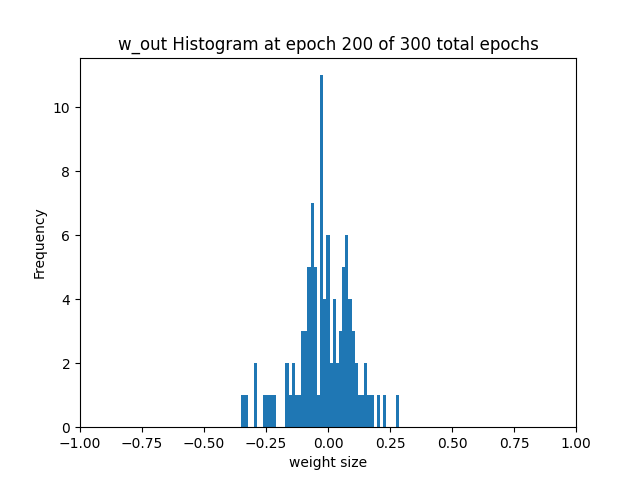 w_out Histogram at epoch 200 of 300 total epochs
10
8
6
4
2
0
Frequency
−1.00 −0.75 −0.50 −0.25 0.00 0.25 0.50 0.75 1.00
weight size